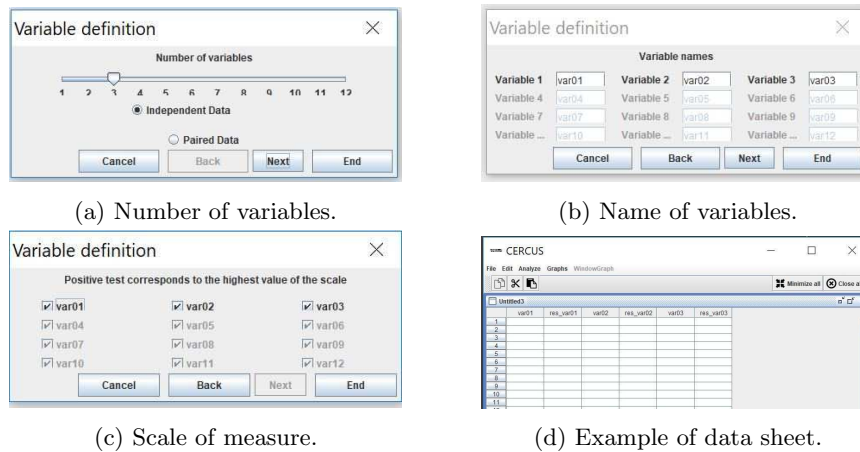 Variable definition
Number of variables
1 2 3 4 5 6 7 8 9 10 11 12
Independent Data
Paired Data
Cancel Back Next End
(a) Number of variables.
Variable definition
Variable names
Variable 1 var01 Variable 2 var02 Variable 3 var03
Variable 4 var04 Variable 5 var05 Variable 6 var06
Variable 7 var07 Variable 8 var08 Variable 9 var09
Variable ... var10 Variable ... var11 Variable ... var12
Cancel Back Next End
(b) Name of variables.
Variable definition
Positive test corresponds to the highest value of the scale
var01 var02 var03
var04 var05 var06
var07 var08 var09
var10 var11 var12
Cancel Back Next End
(c) Scale of measure.
CERCUS
File Edit Analyze Graphs WindowGraph
Minimize all Close al
Untitled3
var01 res_var01 var02 res_var02 var03 res_var03
1
2
3
4
5
6
7
8
9
10
11
(d) Example of data sheet.